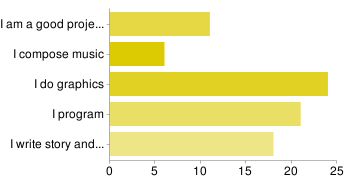 I am a good proje...
I compose music
I do graphics
I program
I write story and...
0 5 10 15 20 25